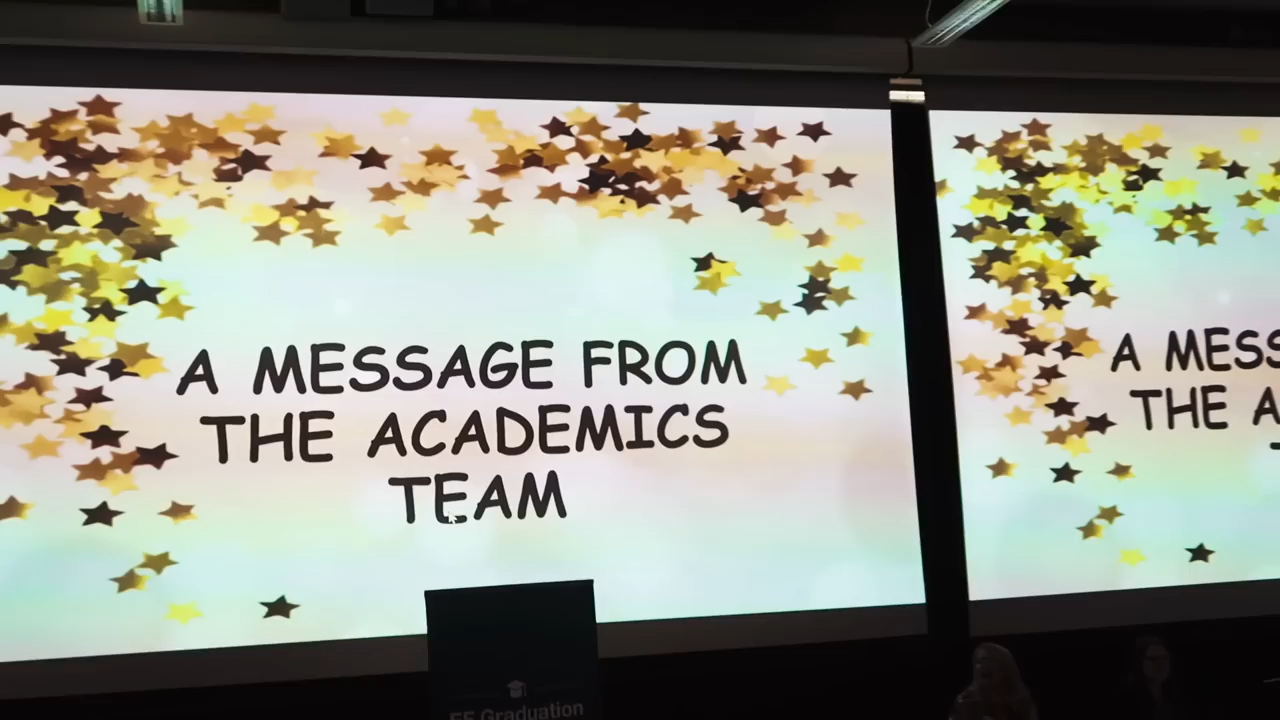 A MESSAGE FROM
THE ACADEMICS
TEAM
A MESS
THE A
EF Graduation